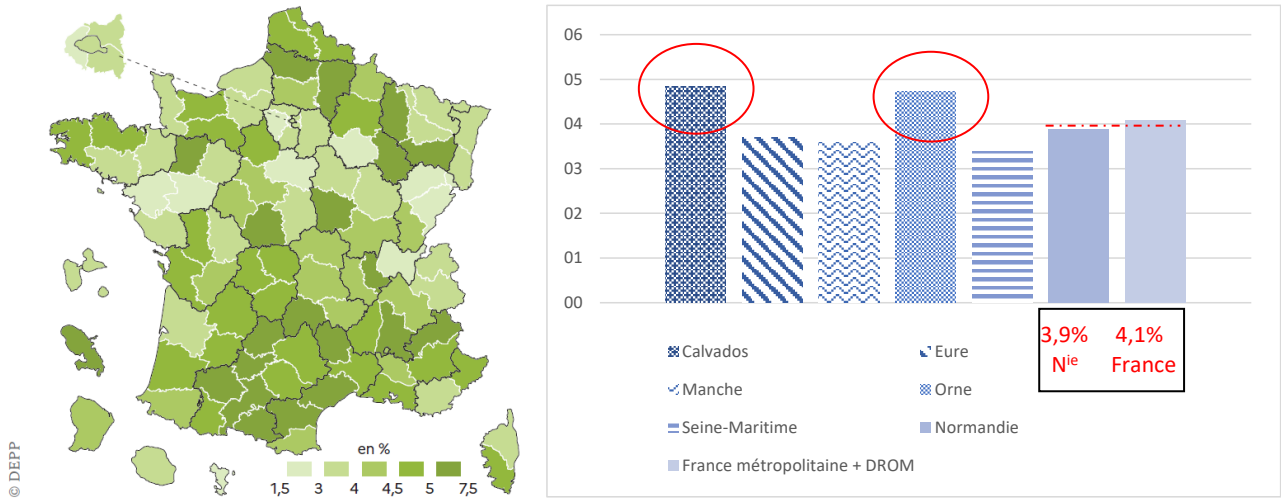 © DEPP
en %
1,5 3 4 4,5 5 7,5
06
05
04
03
02
01
00
Calvados
Eure
Manche
Orne
Seine-Maritime
Normandie
France métropolitaine + DROM
3,9% 4,1%
Nie France